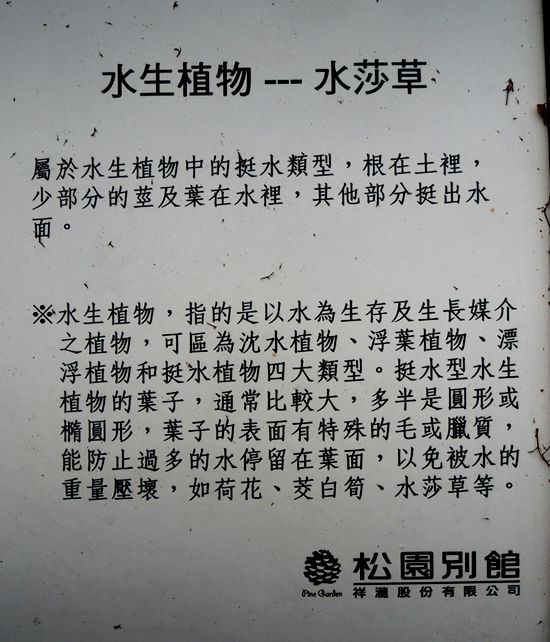 水生植物 --- 水莎草
屬於水生植物中的挺水類型，根在土裡，
少部分的莖及葉在水裡，其他部分挺出水
面。
※水生植物，指的是以水為生存及生長媒介
之植物，可區為沈水植物、浮葉植物、漂
浮植物和挺水植物四大類型。挺水型水生
植物的葉子，通常比較大，多半是圓形或
橢圓形，葉子的表面有特殊的毛或臘質，
能防止過多的水停留在葉面，以免被水的
重量壓壞，如荷花、茭白筍、水莎草等。
松園別館
Pine Garden
祥瀧股份有限公司